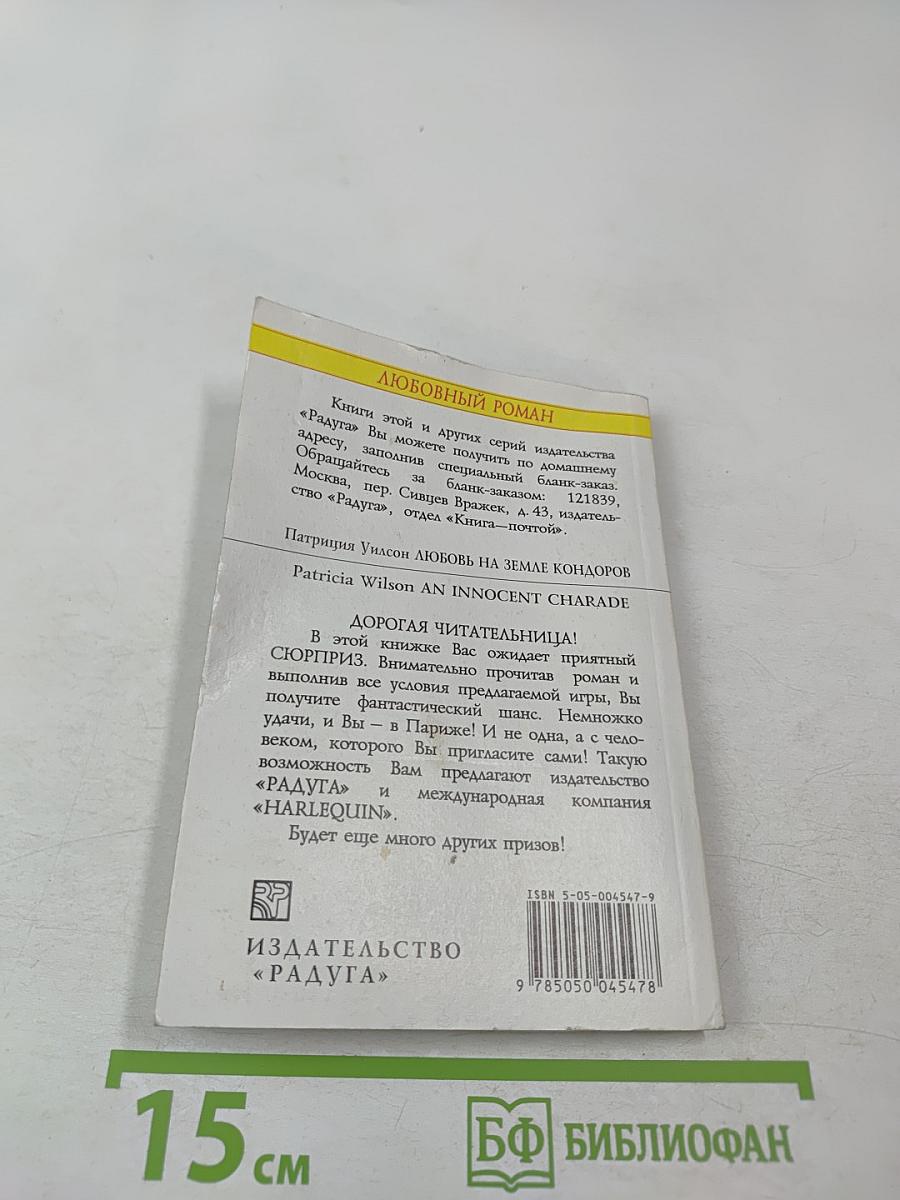 ЛЮБОВНЫЙ РОМАН
Книги этой и других серий издательства
«Радуга» Вы можете получить по домашнему
адресу, заполнив специальный бланк-заказ.
Обращайтесь за бланк-заказом: 121839,
Москва, пер. Сивцев Вражек, д. 43, издатель-
ство «Радуга», отдел «Книга—почтой».
Патриция Уилсон ЛЮБОВЬ НА ЗЕМЛЕ КОНДОРОВ
Patricia Wilson AN INNOCENT CHARADE
ДОРОГАЯ ЧИТАТЕЛЬНИЦА!
В этой книжке Вас ожидает приятный
СЮРПРИЗ. Внимательно прочитав роман и
выполнив все условия предлагаемой игры, Вы
получите фантастический шанс. Немножко
удачи, и Вы – в Париже! И не одна, а с чело-
веком, которого Вы пригласите сами! Такую
возможность Вам предлагают издательство
«РАДУГА» и международная компания
«HARLEQUIN».
Будет еще много других призов!
ИЗДАТЕЛЬСТВО
«РАДУГА»
ISBN 5-05-004547-9
9 785050 045478
15 см
БФ БИБЛИОФАН